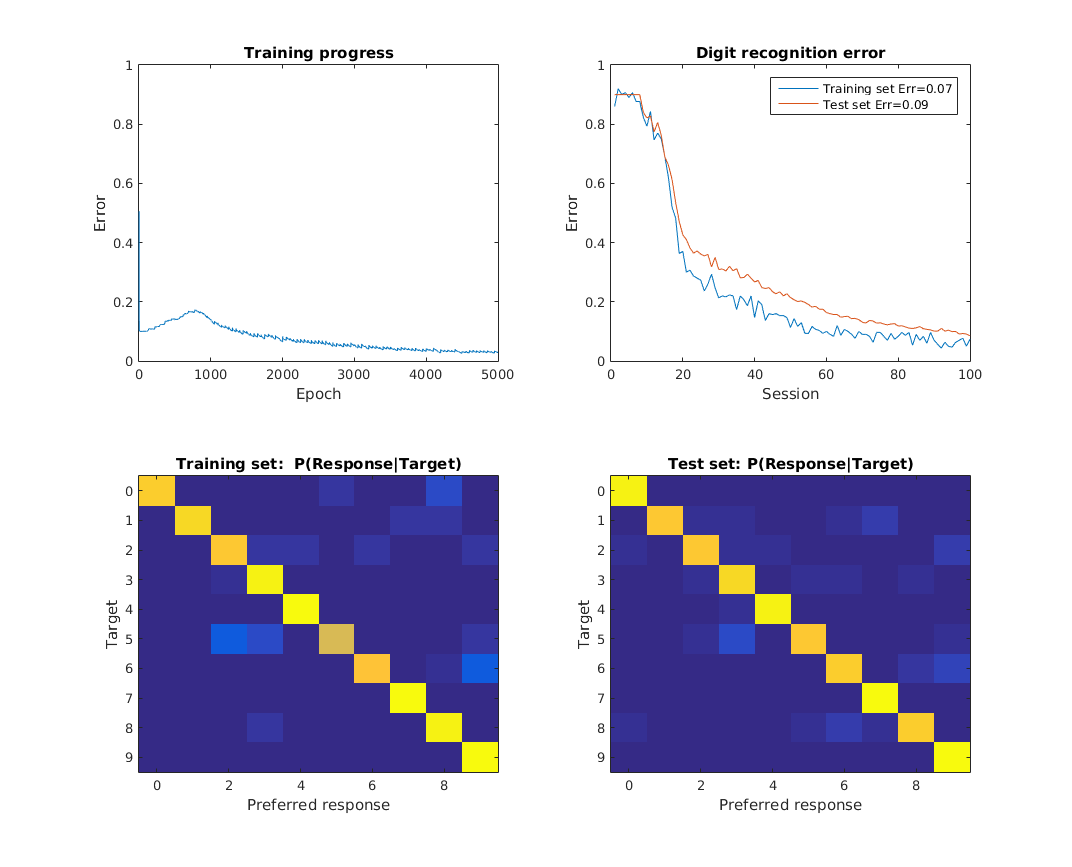 Training progress
1
0.8
0.6
0.4
0.2
0
Error
0 1000 2000 3000 4000 5000
Epoch
Digit recognition error
Training set Err=0.07
Test set Err=0.09
1
0.8
0.6
0.4
0.2
0
Error
0 20 40 60 80 100
Session
Training set:  P(Response|Target)
0
1
2
3
4
5
6
7
8
9
Target
0 2 4 6 8
Preferred response
Test set: P(Response|Target)
0
1
2
3
4
5
6
7
8
9
Target
0 2 4 6 8
Preferred response